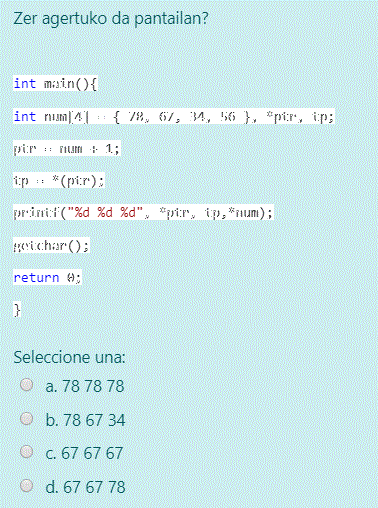 Zer agertuko da pantailan?
int main(){
int num[4] = { 78, 67, 34, 56 }, *ptr, tp;
ptr = num + 1;
tp = *(ptr);
printf("%d %d %d", *ptr, tp,*num);
getchar();
return 0;
}
Seleccione una:
a. 78 78 78
b. 78 67 34
c. 67 67 67
d. 67 67 78